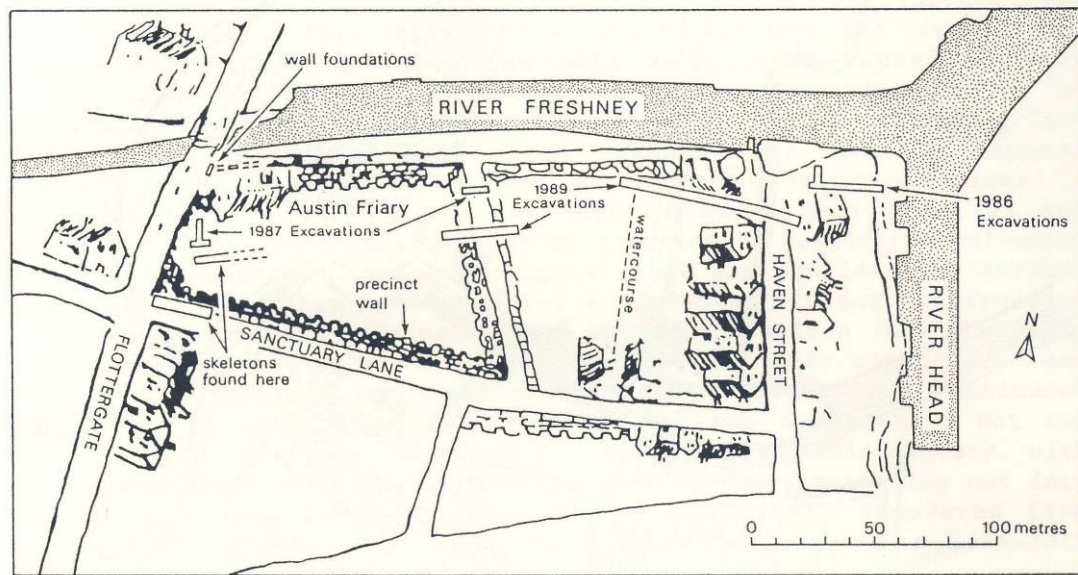 wall foundations
RIVER FRESHNEY
Austin Friary
1987 Excavations
1989
Excavations
1986
Excavations
watercourse
precinct
wall
SANCTUARY LANE
skeletons
found here
FLOTTERGATE
HAVEN STREET
RIVER HEAD
N
0 50 100 metres